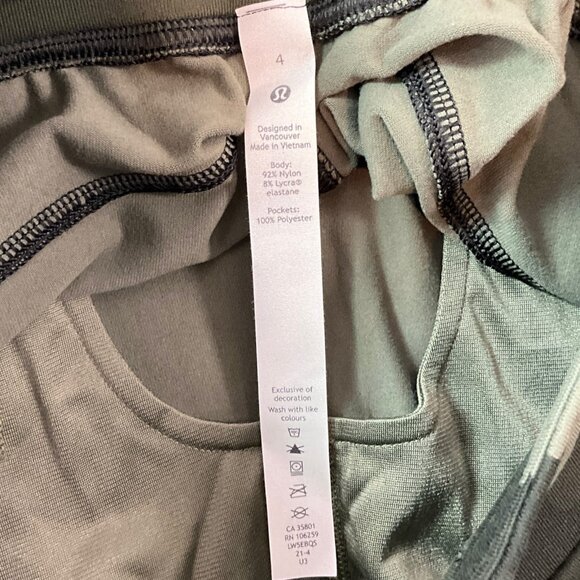 4
Designed in
Vancouver
Made in Vietnam
Body:
92% Nylon
8% Lycra®
elastane
Pockets:
100% Polyester
Exclusive of
decoration
Wash with like
colours
CA 35801
RN 106259
LW5EBQS
21-4
U3